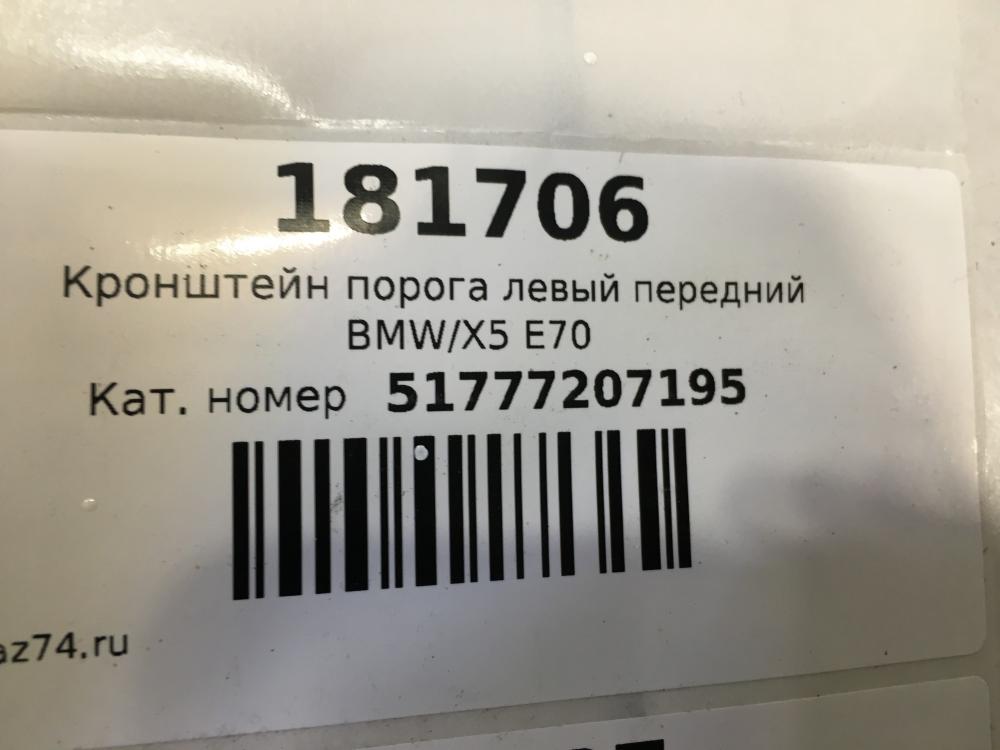 181706
Кронштейн порога левый передний
BMW/X5 E70
Кат. номер 51777207195
az74.ru